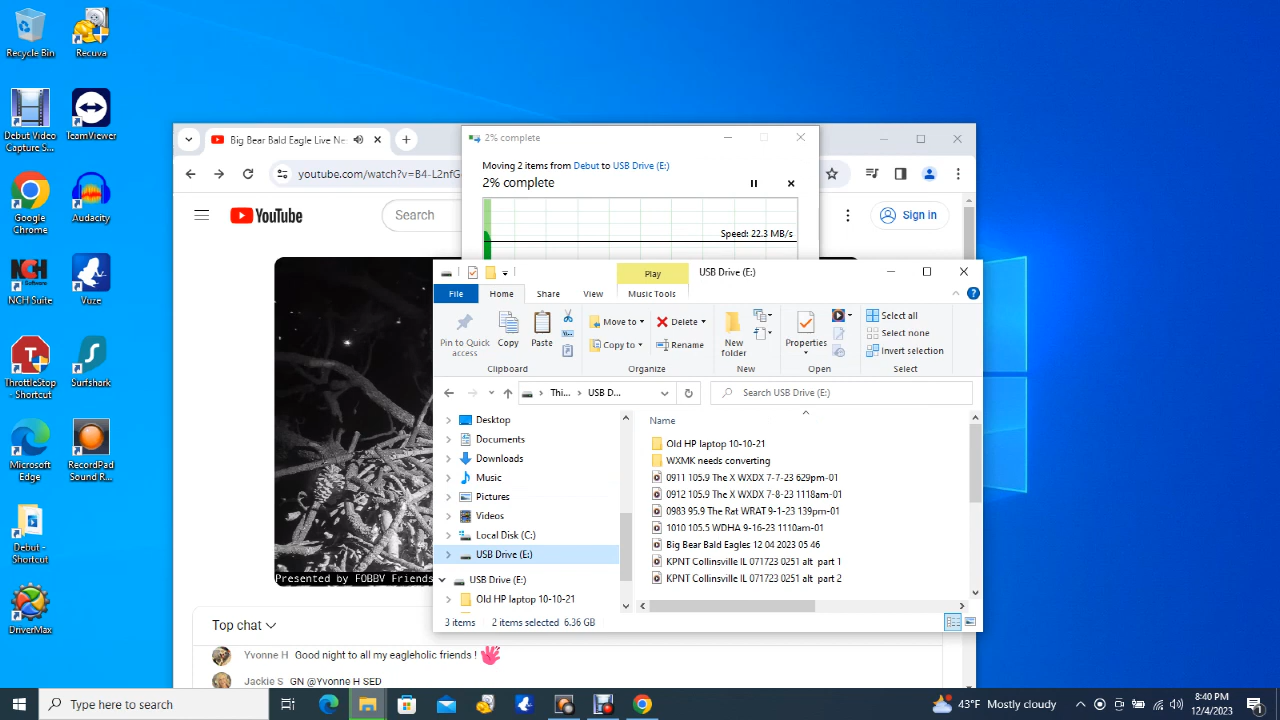 Recycle Bin
Recuva
Debut Video
Capture S...
TeamViewer
Google
Chrome
Audacity
NCH Suite
Vuze
ThrottleStop
- Shortcut
Surfshark
Microsoft
Edge
RecordPad
Sound R...
Debut -
Shortcut
DriverMax
Big Bear Bald Eagle Live Ne
youtube.com/watch?v=B4-L2nfG
YouTube
Search
Sign in
2% complete
Moving 2 items from Debut to USB Drive (E:)
2% complete
Speed: 22.3 MB/s
Presented by FOBBV Friends
Top chat
Yvonne H Good night to all my eagleholic friends !
Jackie S GN @Yvonne H SED
Play
USB Drive (E:)
File
Home
Share
View
Music Tools
Pin to Quick
access
Copy
Paste
Clipboard
Move to
Copy to
Delete
Rename
Organize
New
folder
New
Properties
Open
Select all
Select none
Invert selection
Select
Thi...
USB D...
Search USB Drive (E:)
Desktop
Documents
Downloads
Music
Pictures
Videos
Local Disk (C:)
USB Drive (E:)
USB Drive (E:)
Old HP laptop 10-10-21
Name
Old HP laptop 10-10-21
WXMK needs converting
0911 105.9 The X WXDX 7-7-23 629pm-01
0912 105.9 The X WXDX 7-8-23 1118am-01
0983 95.9 The Rat WRAT 9-1-23 139pm-01
1010 105.5 WDHA 9-16-23 1110am-01
Big Bear Bald Eagles 12 04 2023 05 46
KPNT Collinsville IL 071723 0251 alt part 1
KPNT Collinsville IL 071723 0251 alt part 2
3 items
2 items selected 6.36 GB
Type here to search
43°F Mostly cloudy
8:40 PM
12/4/2023
1